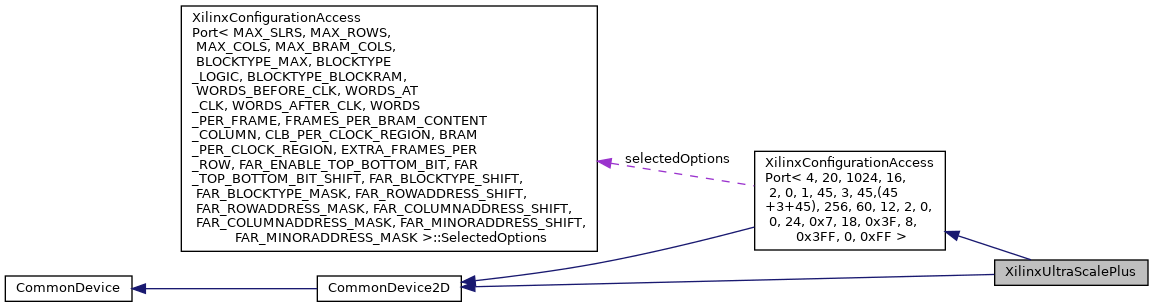 XilinxConfigurationAccess
Port< MAX_SLRS, MAX_ROWS,
MAX_COLS, MAX_BRAM_COLS,
BLOCKTYPE_MAX, BLOCKTYPE
_LOGIC, BLOCKTYPE_BLOCKRAM,
WORDS_BEFORE_CLK, WORDS_AT
_CLK, WORDS_AFTER_CLK, WORDS
_PER_FRAME, FRAMES_PER_BRAM_CONTENT
_COLUMN, CLB_PER_CLOCK_REGION, BRAM
_PER_CLOCK_REGION, EXTRA_FRAMES_PER
_ROW, FAR_ENABLE_TOP_BOTTOM_BIT, FAR
_TOP_BOTTOM_BIT_SHIFT, FAR_BLOCKTYPE_SHIFT,
FAR_BLOCKTYPE_MASK, FAR_ROWADDRESS_SHIFT,
FAR_ROWADDRESS_MASK, FAR_COLUMNADDRESS_SHIFT,
FAR_COLUMNADDRESS_MASK, FAR_MINORADDRESS_SHIFT,
FAR_MINORADDRESS_MASK >::SelectedOptions
selectedOptions
XilinxConfigurationAccess
Port< 4, 20, 1024, 16,
2, 0, 1, 45, 3, 45,(45
+3+45), 256, 60, 12, 2, 0,
0, 24, 0x7, 18, 0x3F, 8,
0x3FF, 0, 0xFF >
XilinxUltraScalePlus
CommonDevice2D
CommonDevice